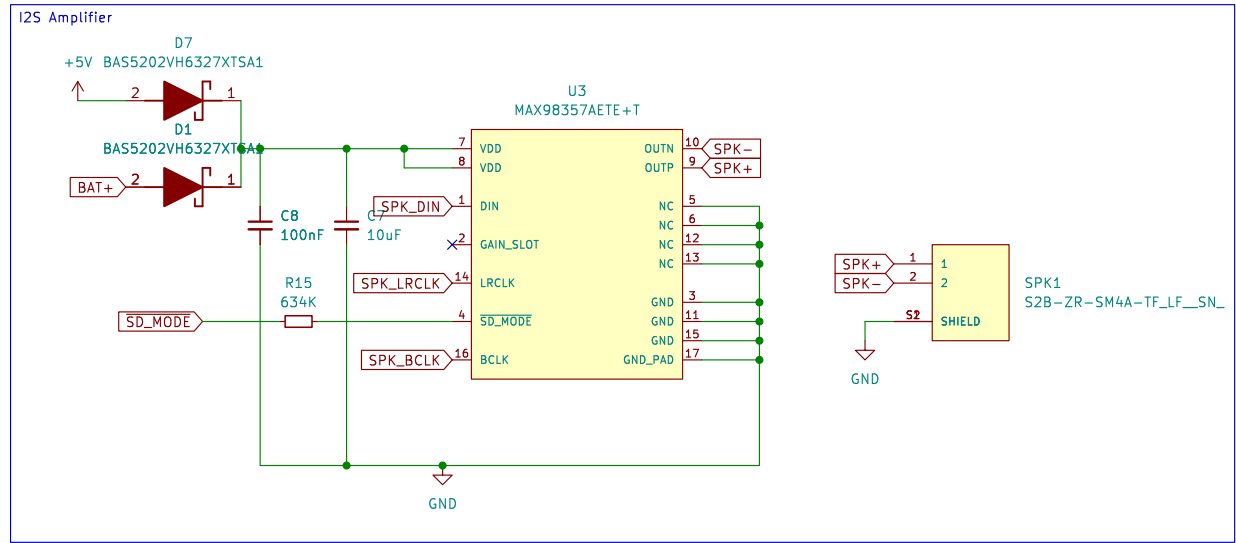 I2S Amplifier
D7
+5V BAS5202VH6327XTSA1
2 1
D1
BAS5202VH6327XTSA1
BAT+ 2 1
U3
MAX98357AETE+T
7 VDD OUTN 10 SPK-
8 VDD OUTP 9 SPK+
SPK_DIN 1 DIN NC 5
C8 C7 NC 6
100nF 10uF 2 GAIN_SLOT NC 12
NC 13
SPK_LRCLK 14 LRCLK
R15
634K GND 3
SD_MODE 4 SD_MODE GND 11
GND 15
SPK_BCLK 16 BCLK GND_PAD 17
GND
SPK+ 1 1
SPK- 2 2
SPK1
S2B-ZR-SM4A-TF_LF__SN_
SHIELD
GND